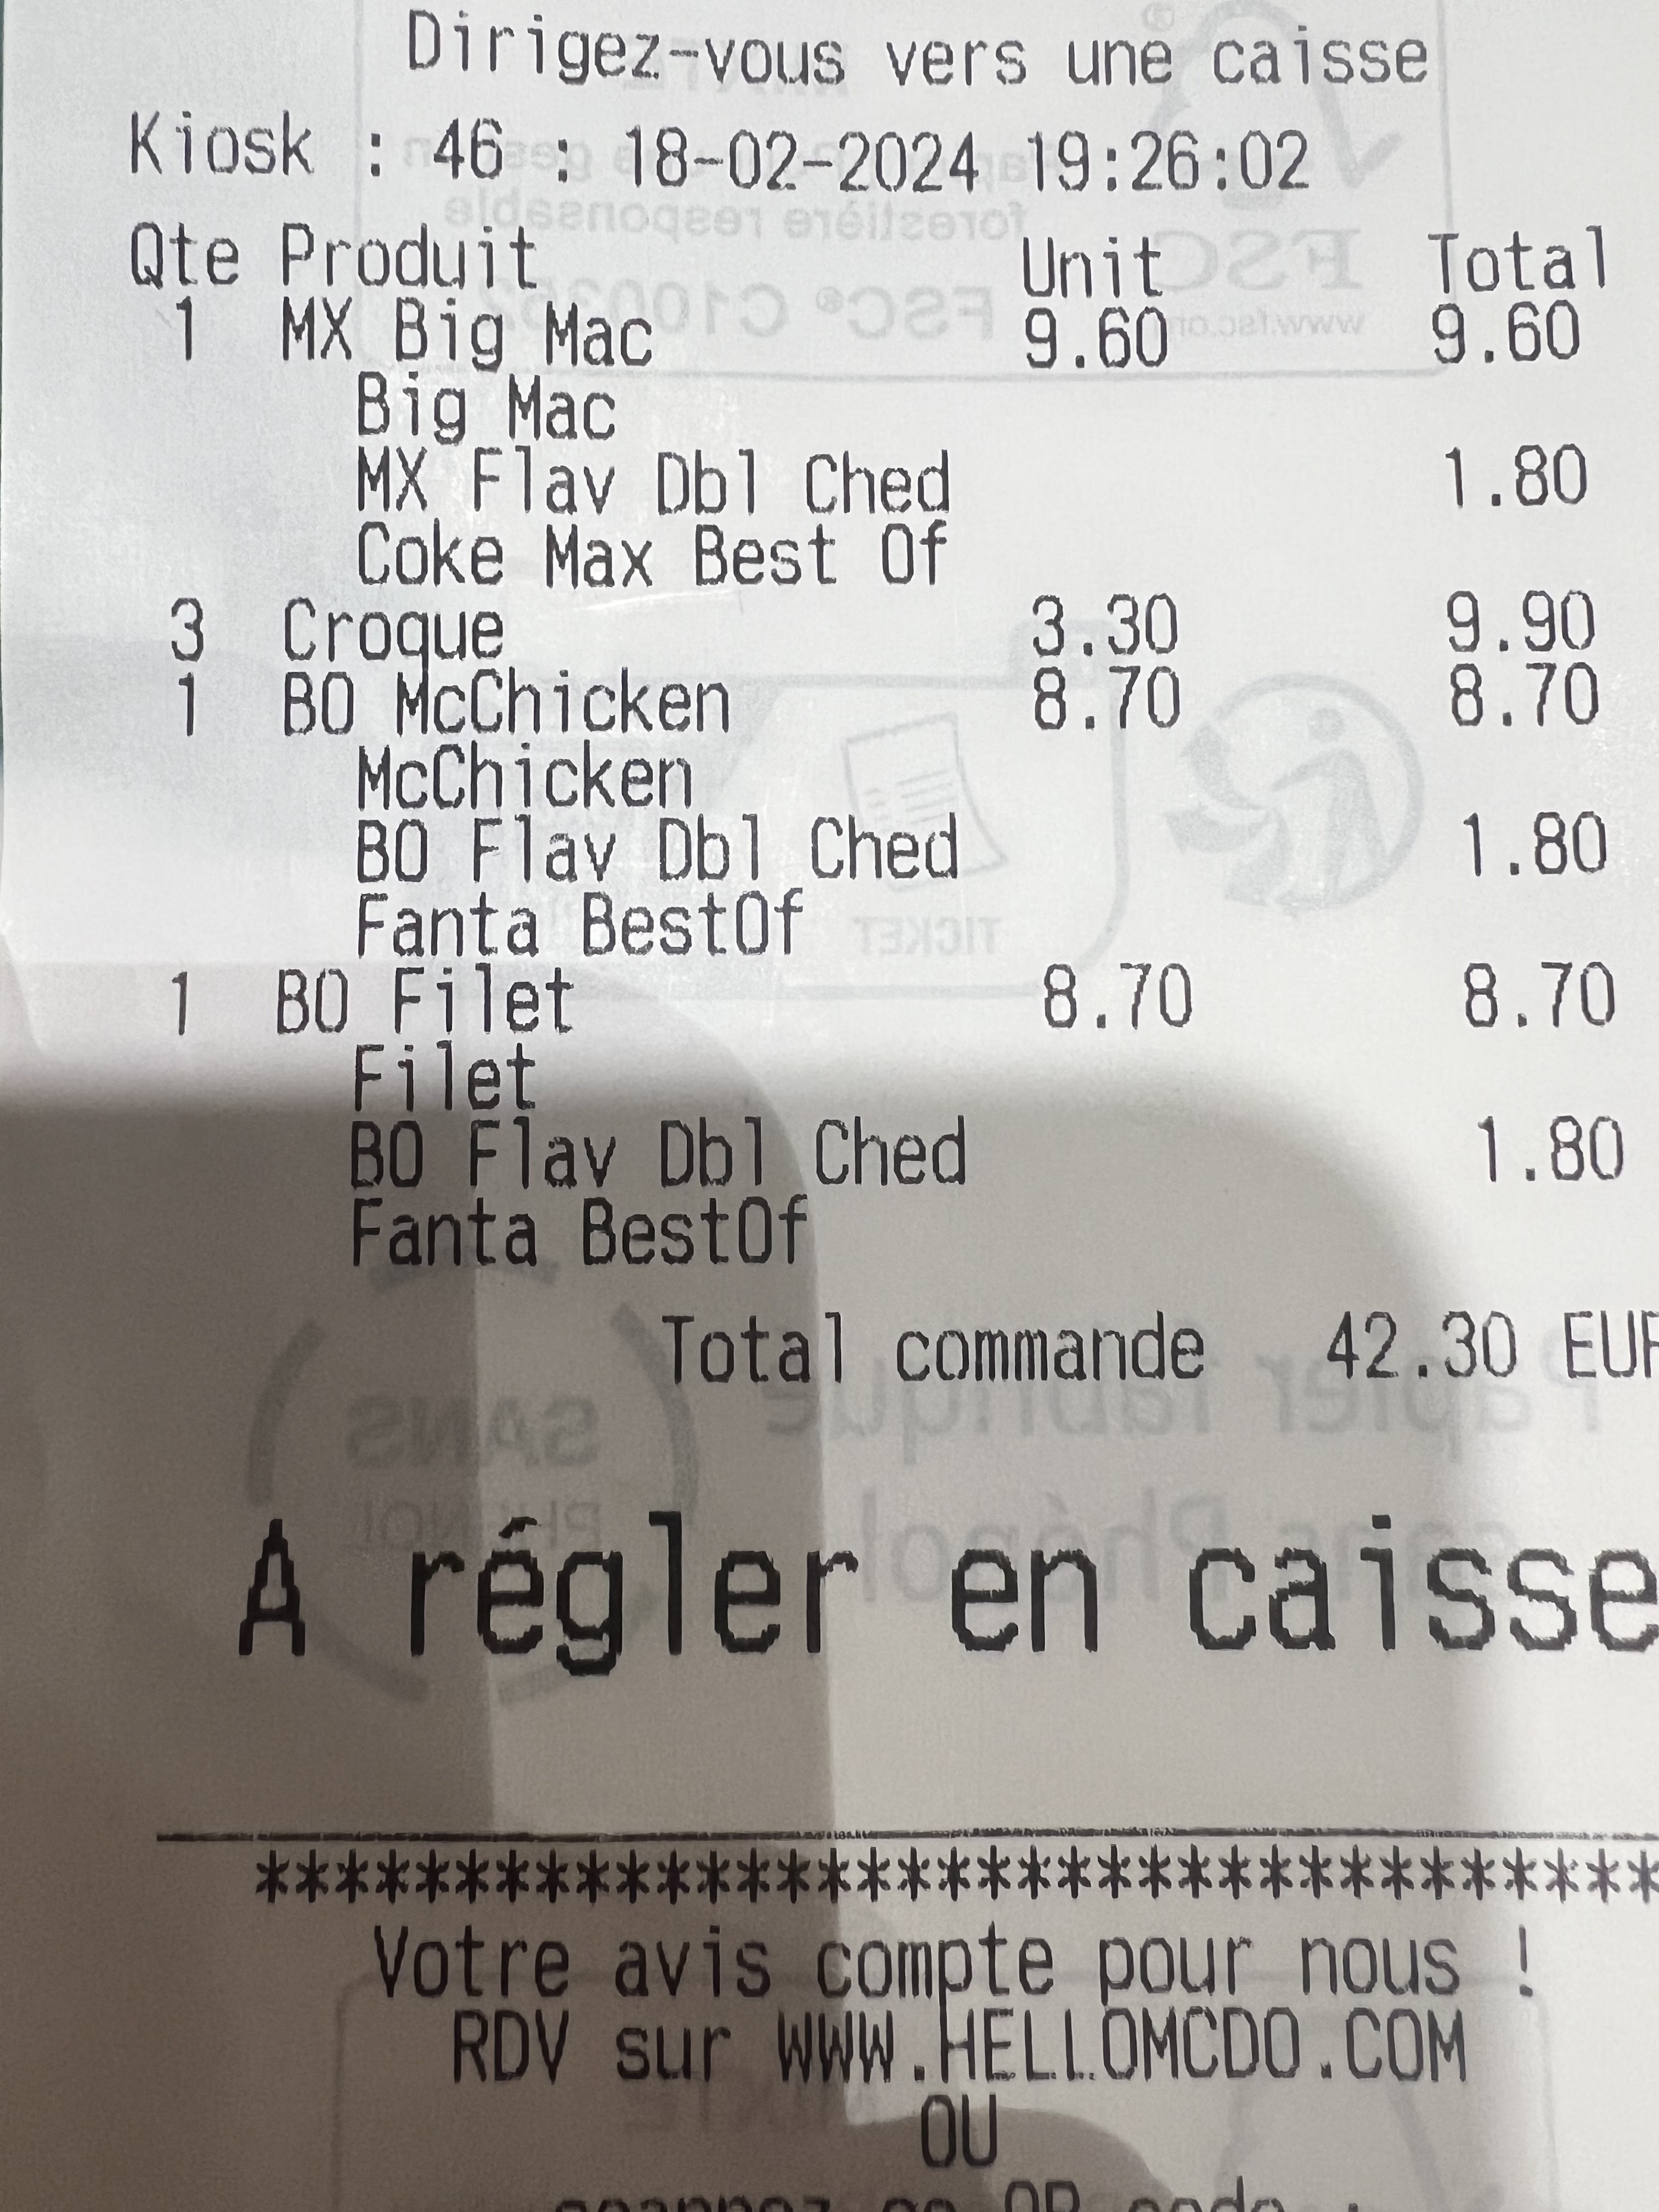 Dirigez-vous vers une caisse
Kiosk : 46 : 18-02-2024 19:26:02
Qte Produit Unit Total
1 MX Big Mac 9.60 9.60
Big Mac
MX Flav Dbl Ched 1.80
Coke Max Best Of
3 Croque 3.30 9.90
1 BO McChicken 8.70 8.70
McChicken
BO Flav Dbl Ched 1.80
Fanta BestOf
1 BO Filet 8.70 8.70
Filet
BO Flav Dbl Ched 1.80
Fanta BestOf
Total commande 42.30 EUR
A régler en caisse
*******************************
Votre avis compte pour nous !
RDV sur WWW.HELLOMCDO.COM
OU